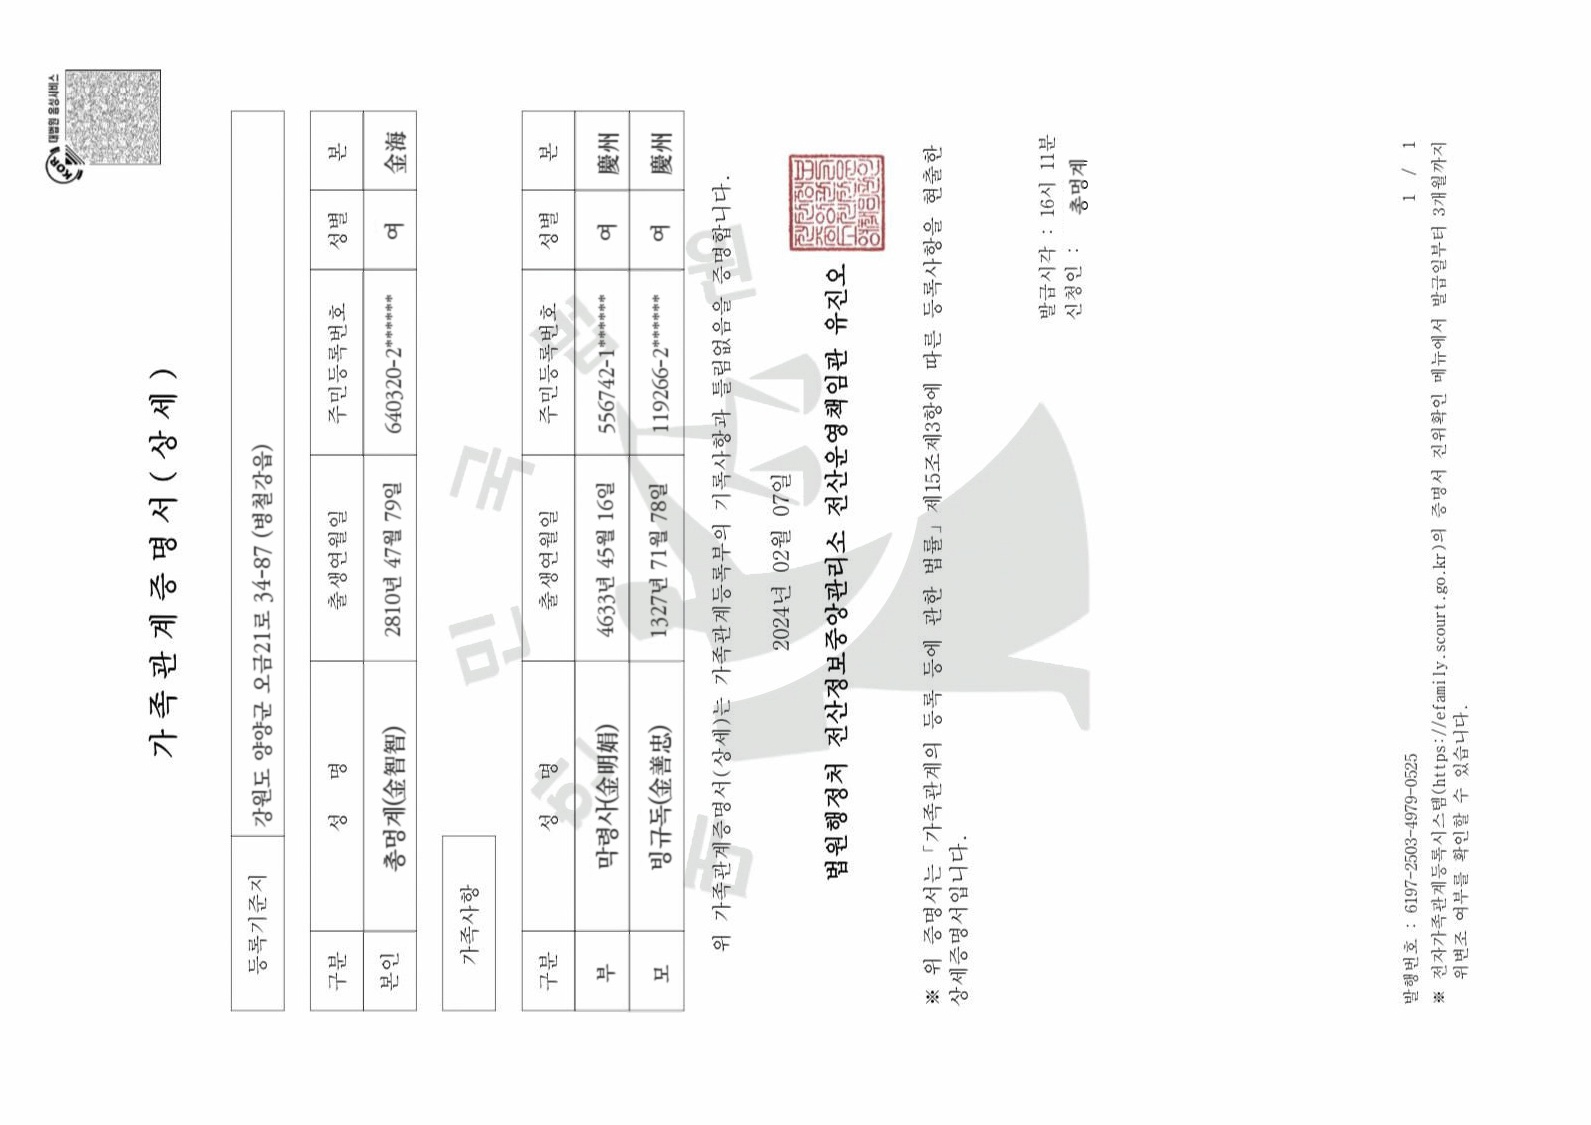 KOR 대법원 음성서비스
가족관계증명서(상세)
등록기준지 강원도 양양군 오금21로 34-87 (병철강읍)
구분 성 명 출생연월일 주민등록번호 성별 본
본인 총멍계(金智智) 2810년 47월 79일 640320-2****** 여 金海
가족사항
구분 성 명 출생연월일 주민등록번호 성별 본
부 막령사(金明娟) 4633년 45월 16일 556742-1****** 여 慶州
모 빙규독(金善忠) 1327년 71월 78일 119266-2****** 여 慶州
위 가족관계증명서(상세)는 가족관계등록부의 기록사항과 틀림없음을 증명합니다.
2024년 02월 07일
법원행정처 전산정보중앙관리소 전산운영책임관 유진오
※ 위 증명서는 「가족관계의 등록 등에 관한 법률」 제15조제3항에 따른 등록사항을 현출한
상세증명서입니다.
발급시각 : 16시 11분
신청인 : 총멍계
발행번호 : 6197-2503-4979-0525 1 / 1
※ 전자가족관계등록시스템(https://efamily.scourt.go.kr)의 증명서 진위확인 메뉴에서 발급일부터 3개월까지
위변조 여부를 확인할 수 있습니다.
대한민국법원